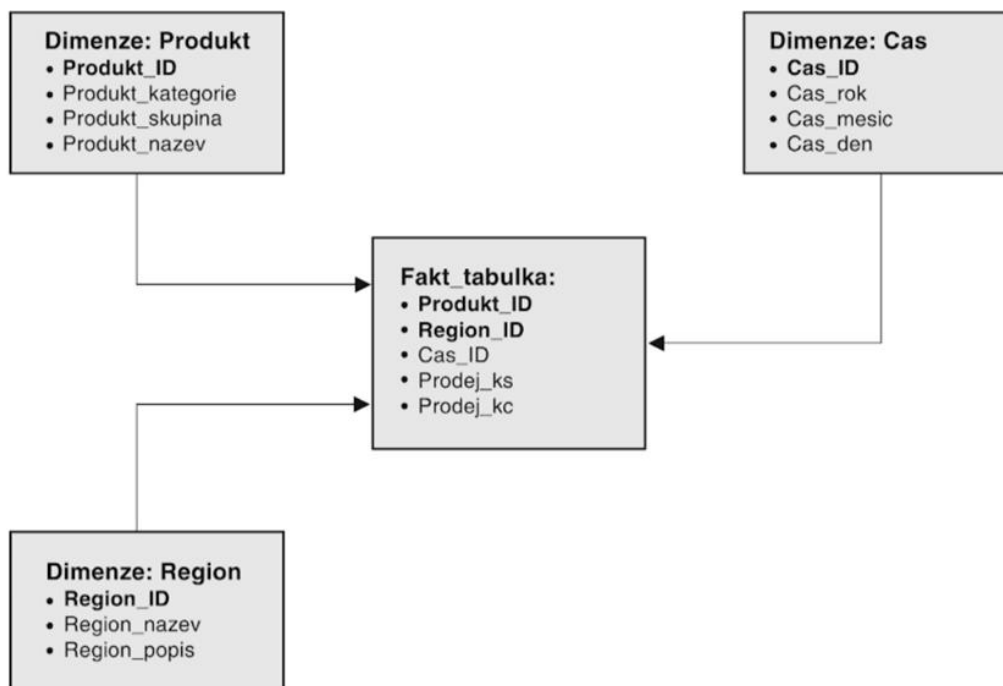 Dimenze: Produkt
• Produkt_ID
• Produkt_kategorie
• Produkt_skupina
• Produkt_nazev
Dimenze: Cas
• Cas_ID
• Cas_rok
• Cas_mesic
• Cas_den
Fakt_tabulka:
• Produkt_ID
• Region_ID
• Cas_ID
• Prodej_ks
• Prodej_kc
Dimenze: Region
• Region_ID
• Region_nazev
• Region_popis